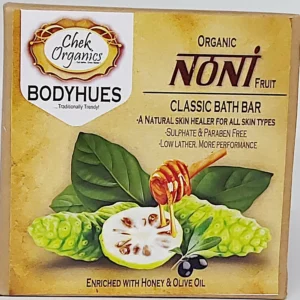 Chek
Organics
BODYHUES
...Traditionally Trendy!
ORGANIC
NONI
FRUIT
CLASSIC BATH BAR
-A NATURAL SKIN HEALER FOR ALL SKIN TYPES
-SULPHATE & PARABEN FREE
-LOW LATHER, MORE PERFORMANCE
ENRICHED WITH HONEY & OLIVE OIL